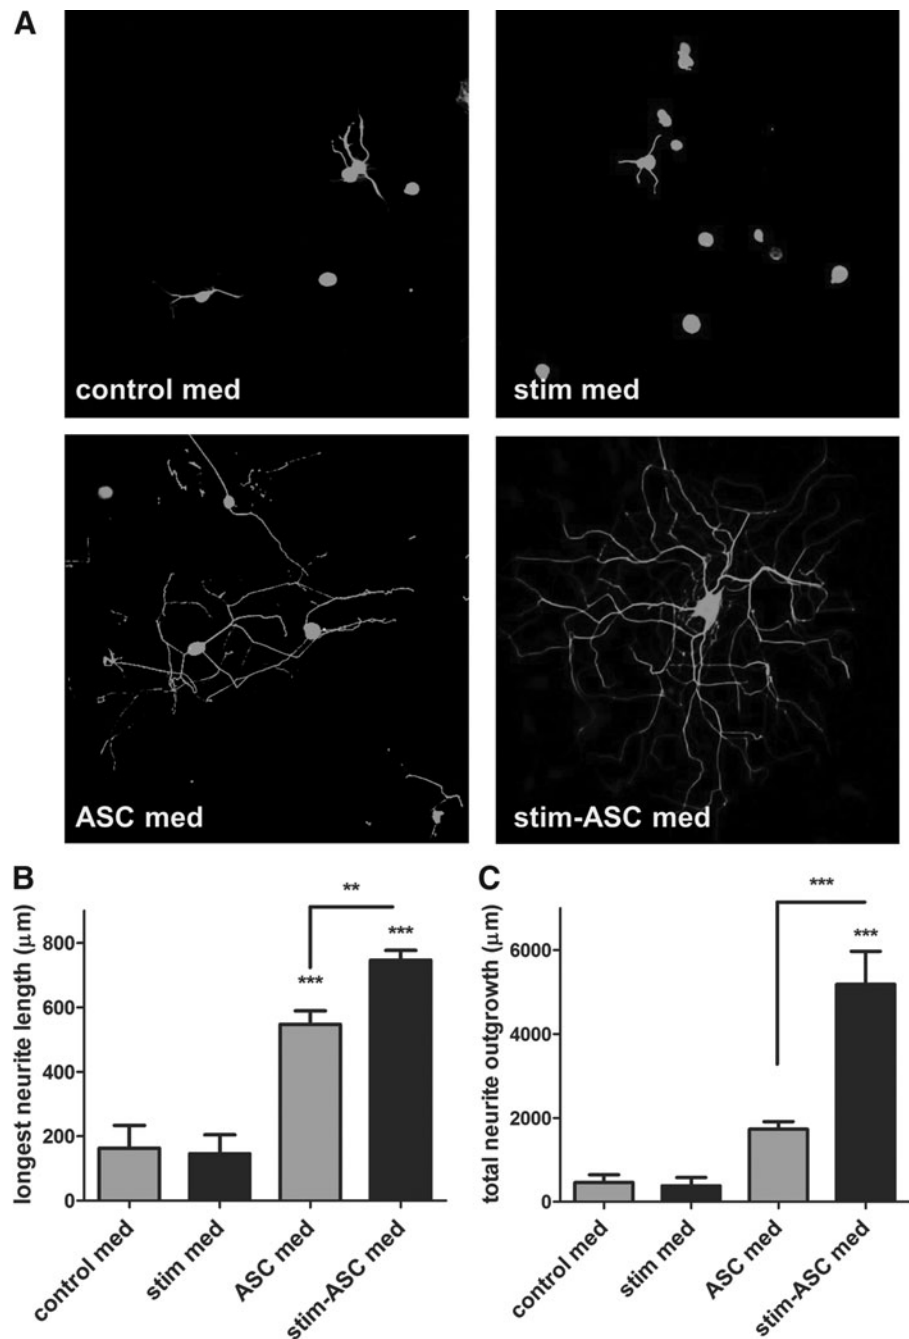 A
control med
stim med
ASC med
stim-ASC med
B
longest neurite length (μm)
800
600
400
200
0
**
***
***
control med
stim med
ASC med
stim-ASC med
C
total neurite outgrowth (μm)
6000
4000
2000
0
***
***
control med
stim med
ASC med
stim-ASC med